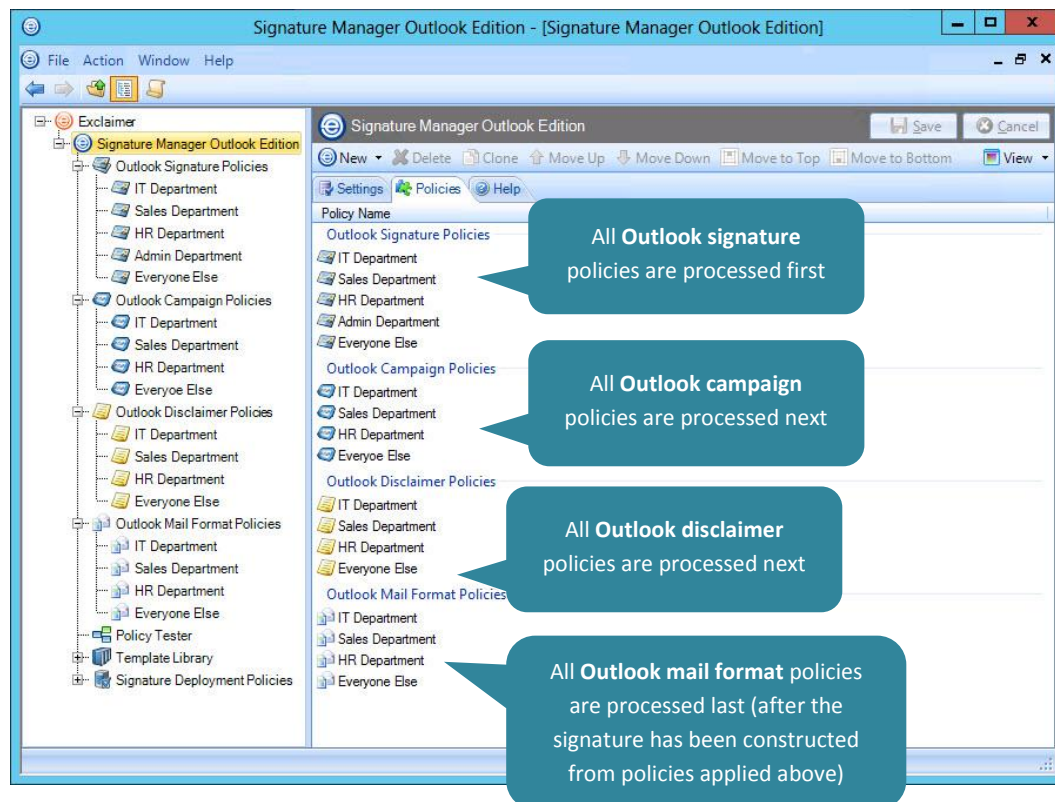 Signature Manager Outlook Edition - [Signature Manager Outlook Edition]
File Action Window Help
Exclaimer
Signature Manager Outlook Edition
Outlook Signature Policies
IT Department
Sales Department
HR Department
Admin Department
Everyone Else
Outlook Campaign Policies
IT Department
Sales Department
HR Department
Everyoe Else
Outlook Disclaimer Policies
IT Department
Sales Department
HR Department
Everyone Else
Outlook Mail Format Policies
IT Department
Sales Department
HR Department
Everyone Else
Policy Tester
Template Library
Signature Deployment Policies
Signature Manager Outlook Edition
Save Cancel
New Delete Clone Move Up Move Down Move to Top Move to Bottom View
Settings Policies Help
Policy Name
Outlook Signature Policies
IT Department
Sales Department
HR Department
Admin Department
Everyone Else
Outlook Campaign Policies
IT Department
Sales Department
HR Department
Everyoe Else
Outlook Disclaimer Policies
IT Department
Sales Department
HR Department
Everyone Else
Outlook Mail Format Policies
IT Department
Sales Department
HR Department
Everyone Else
All Outlook signature
policies are processed first
All Outlook campaign
policies are processed next
All Outlook disclaimer
policies are processed next
All Outlook mail format policies
are processed last (after the
signature has been constructed
from policies applied above)